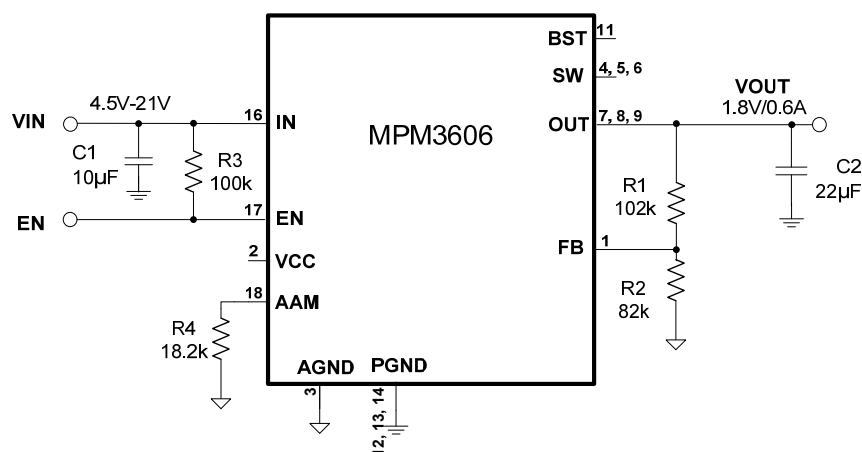 BST
11
SW
4, 5, 6
VOUT
1.8V/0.6A
VIN
4.5V-21V
16
IN
MPM3606
OUT
7, 8, 9
C1
10µF
R3
100k
R1
102k
C2
22µF
EN
17
EN
FB
1
2
VCC
18
AAM
R2
82k
R4
18.2k
AGND
PGND
3
12, 13, 14